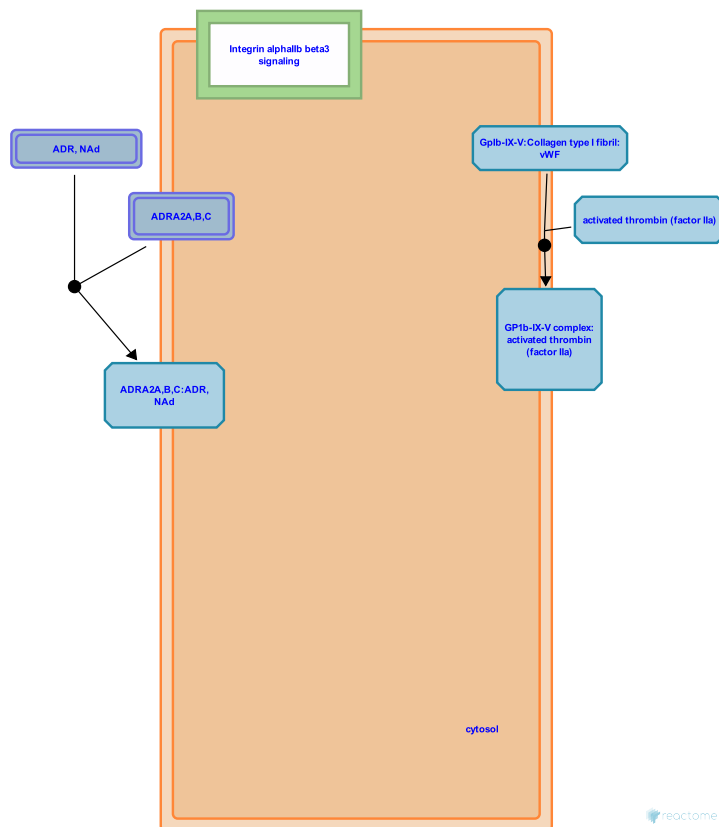 Integrin alphaIIb beta3
signaling
ADR, NAd
GpIb-IX-V:Collagen type I fibril:
vWF
ADRA2A,B,C
activated thrombin (factor IIa)
GP1b-IX-V complex:
activated thrombin
(factor IIa)
ADRA2A,B,C:ADR,
NAd
cytosol
reactome